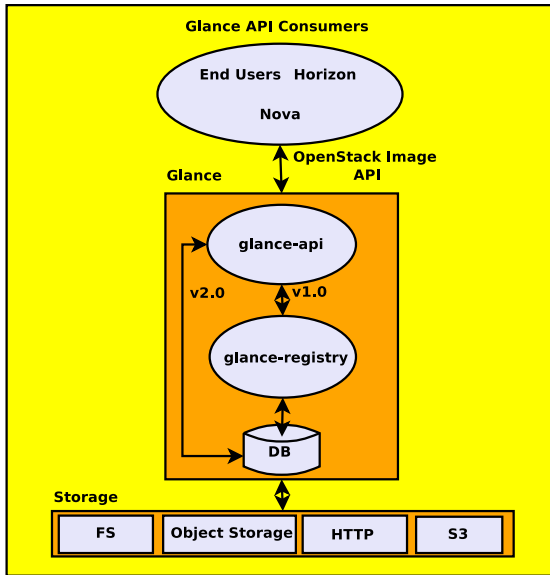 Glance API Consumers
End Users Horizon
Nova
OpenStack Image
API
Glance
glance-api
v2.0
v1.0
glance-registry
DB
Storage
FS
Object Storage
HTTP
S3